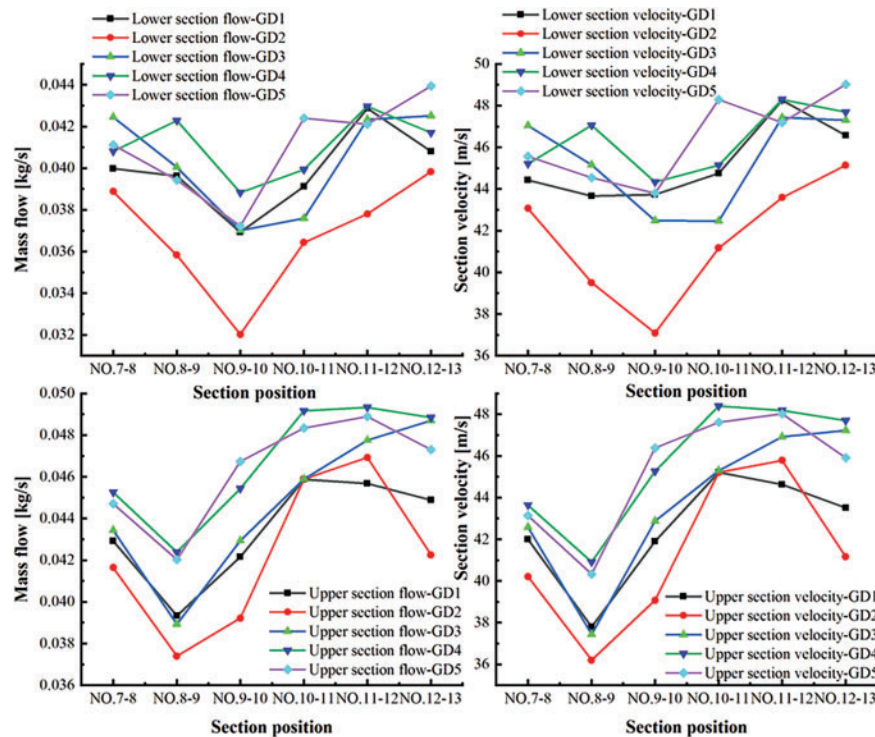 Lower section flow-GD1
Lower section flow-GD2
Lower section flow-GD3
Lower section flow-GD4
Lower section flow-GD5
0.044
0.042
0.040
0.038
0.036
0.034
0.032
Mass flow [kg/s]
NO.7-8 NO.8-9 NO.9-10 NO.10-11 NO.11-12 NO.12-13
Section position
Lower section velocity-GD1
Lower section velocity-GD2
Lower section velocity-GD3
Lower section velocity-GD4
Lower section velocity-GD5
50
48
46
44
42
40
38
36
Section velocity [m/s]
NO.7-8 NO.8-9 NO.9-10 NO.10-11 NO.11-12 NO.12-13
Section position
0.050
0.048
0.046
0.044
0.042
0.040
0.038
0.036
Mass flow [kg/s]
Upper section flow-GD1
Upper section flow-GD2
Upper section flow-GD3
Upper section flow-GD4
Upper section flow-GD5
NO.7-8 NO.8-9 NO.9-10 NO.10-11 NO.11-12 NO.12-13
Section position
48
46
44
42
40
38
36
Section velocity [m/s]
Upper section velocity-GD1
Upper section velocity-GD2
Upper section velocity-GD3
Upper section velocity-GD4
Upper section velocity-GD5
NO.7-8 NO.8-9 NO.9-10 NO.10-11 NO.11-12 NO.12-13
Section position